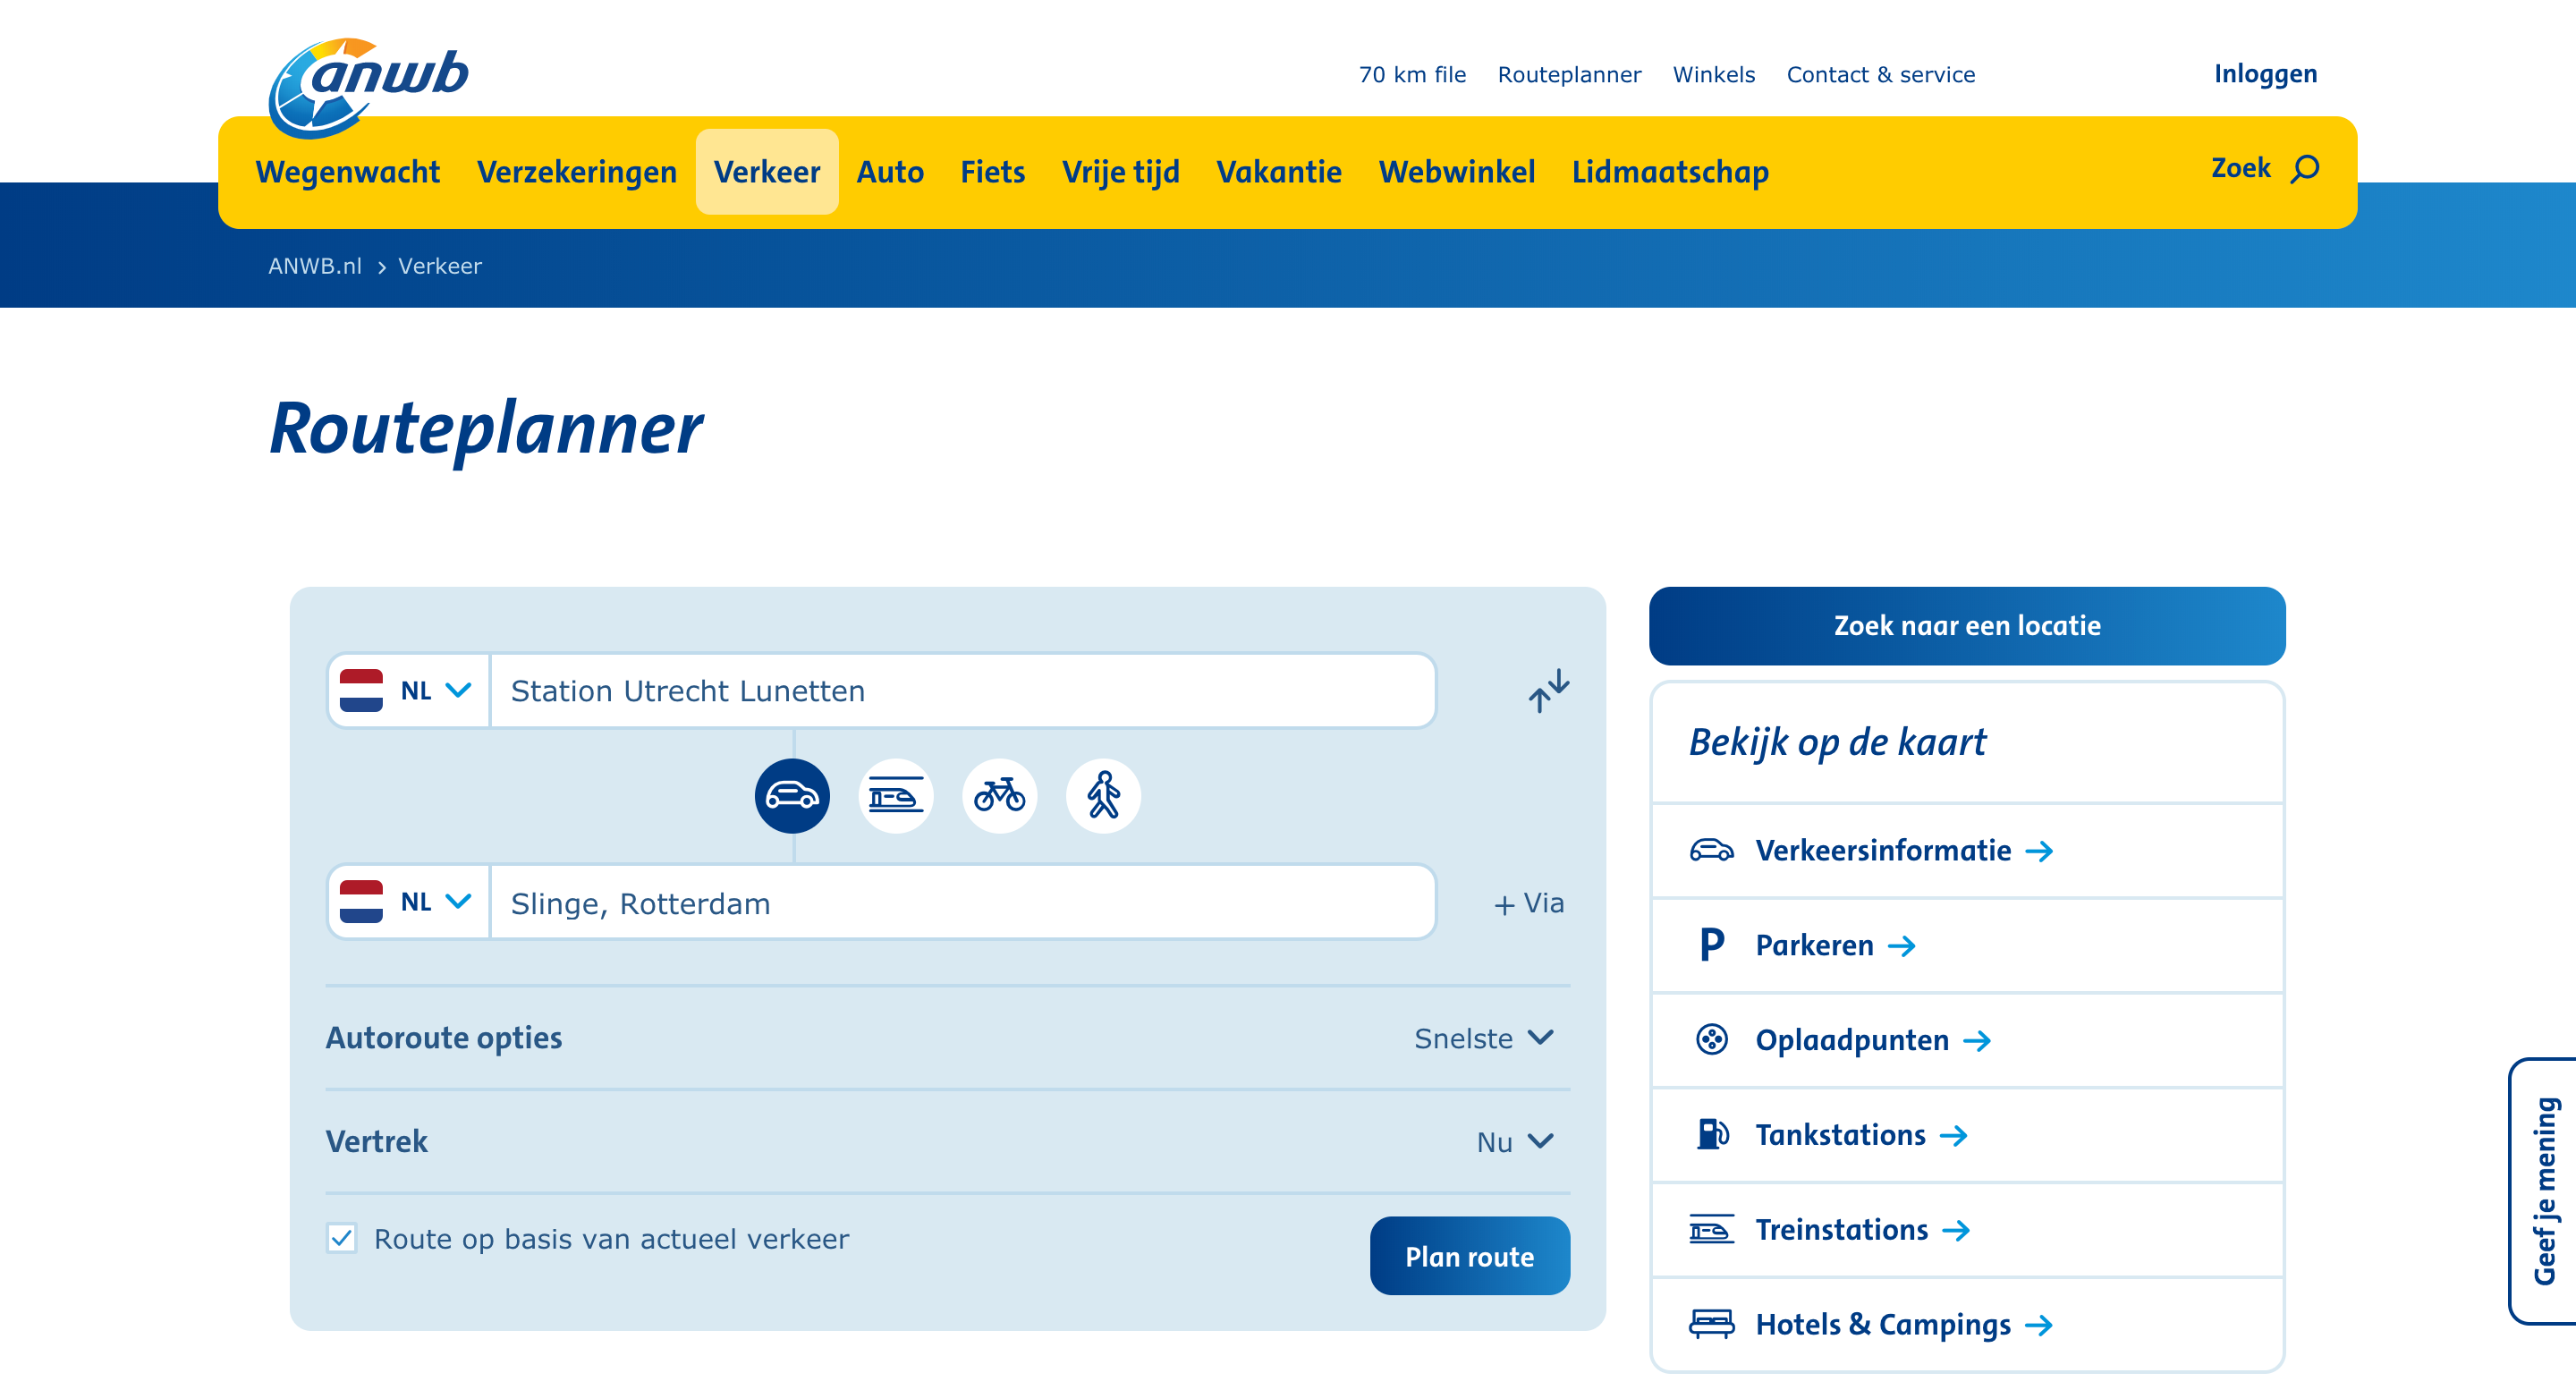 anwb
70 km file Routeplanner Winkels Contact & service Inloggen
Wegenwacht Verzekeringen Verkeer Auto Fiets Vrije tijd Vakantie Webwinkel Lidmaatschap Zoek
ANWB.nl > Verkeer
Routeplanner
NL Station Utrecht Lunetten
NL Slinge, Rotterdam + Via
Autoroute opties Snelste
Vertrek Nu
Route op basis van actueel verkeer
Plan route
Zoek naar een locatie
Bekijk op de kaart
Verkeersinformatie
P Parkeren
Oplaadpunten
Tankstations
Treinstations
Hotels & Campings
Geef je mening